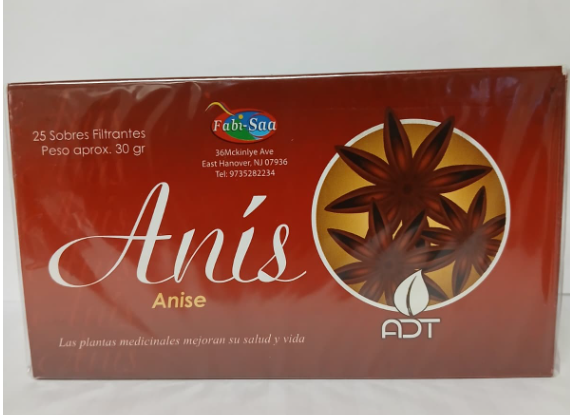 25 Sobres Filtrantes
Peso aprox. 30 gr
Fabi-Saa
36Mckinlye Ave
East Hanover, NJ 07936
Tel: 9735282234
Anís
Anise
Las plantas medicinales mejoran su salud y vida
ADT